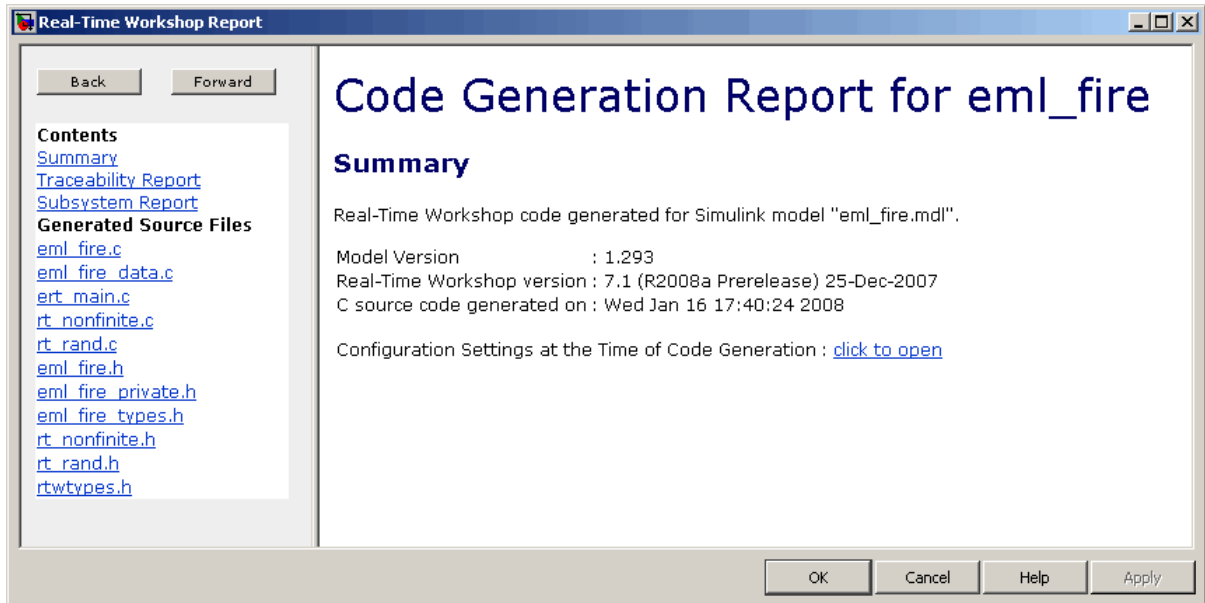 Real-Time Workshop Report
Back Forward
Contents
Summary
Traceability Report
Subsystem Report
Generated Source Files
eml_fire.c
eml_fire_data.c
ert_main.c
rt_nonfinite.c
rt_rand.c
eml_fire.h
eml_fire_private.h
eml_fire_types.h
rt_nonfinite.h
rt_rand.h
rtwtypes.h
Code Generation Report for eml_fire
Summary
Real-Time Workshop code generated for Simulink model "eml_fire.mdl".
Model Version : 1.293
Real-Time Workshop version : 7.1 (R2008a Prerelease) 25-Dec-2007
C source code generated on : Wed Jan 16 17:40:24 2008
Configuration Settings at the Time of Code Generation : click to open
OK Cancel Help Apply